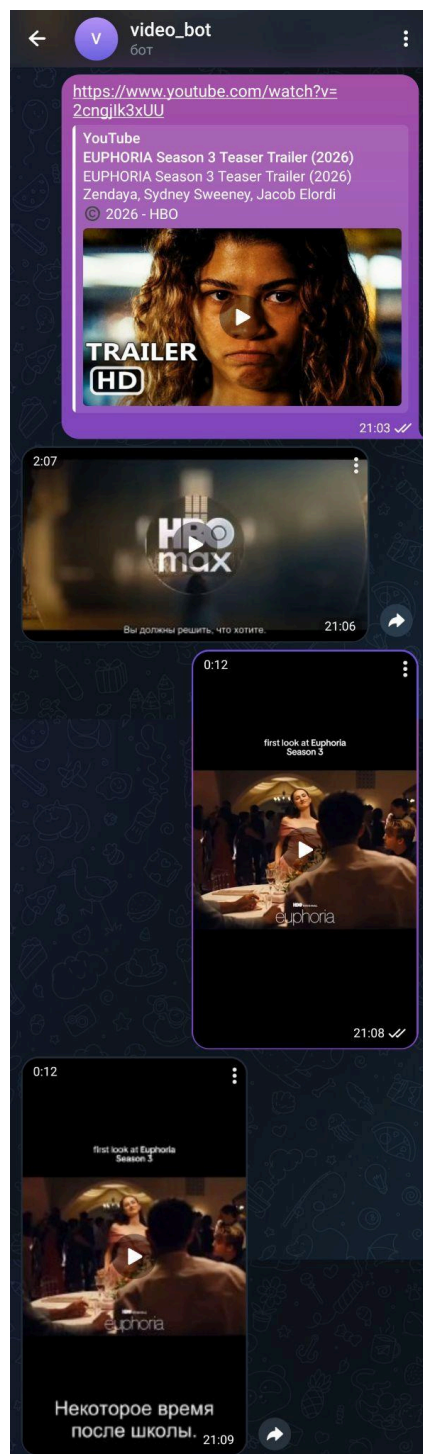 V
video_bot
бот
https://www.youtube.com/watch?v=
2cngjIk3xUU
YouTube
EUPHORIA Season 3 Teaser Trailer (2026)
EUPHORIA Season 3 Teaser Trailer (2026)
Zendaya, Sydney Sweeney, Jacob Elordi
© 2026 - HBO
TRAILER
HD
21:03
2:07
HBO
max
Вы должны решить, что хотите.
21:06
0:12
first look at Euphoria
Season 3
HBO
euphoria
21:08
0:12
first look at Euphoria
Season 3
euphoria
Некоторое время
после школы.
21:09